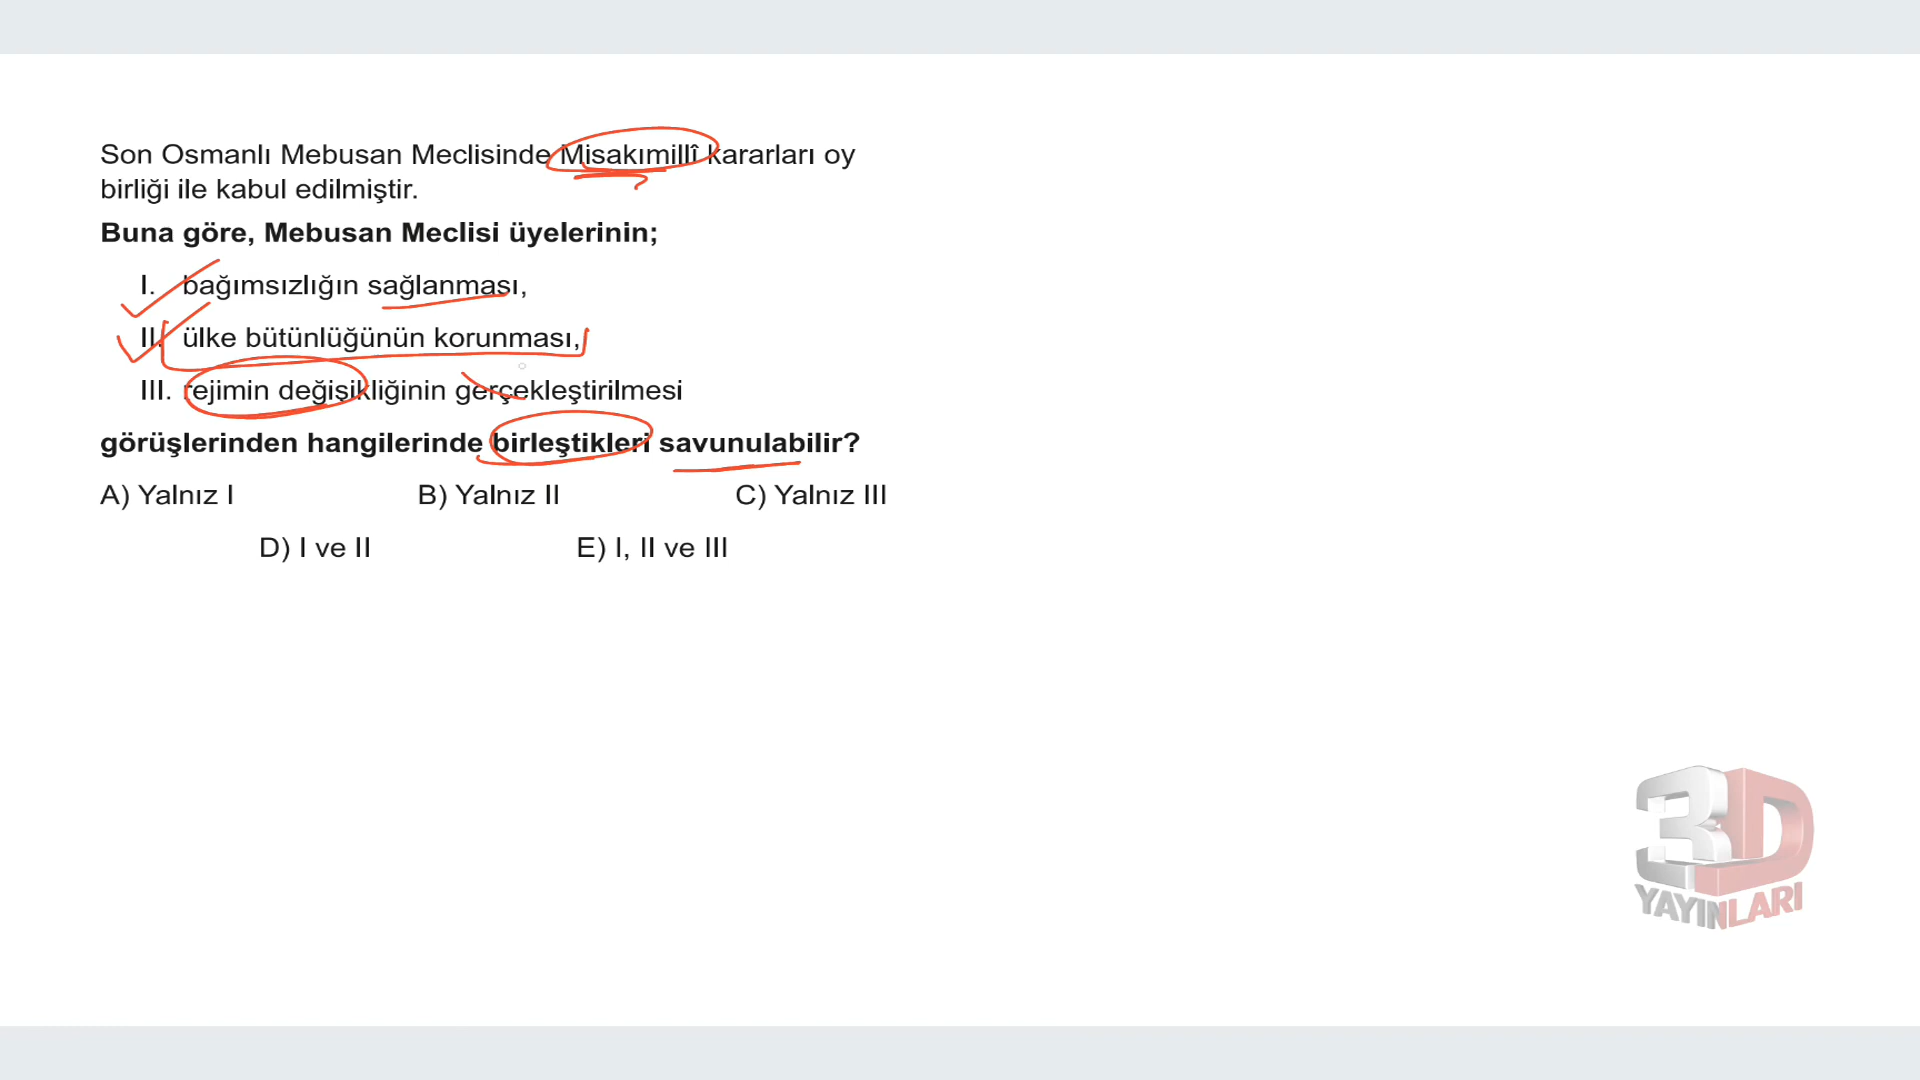 Son Osmanlı Mebusan Meclisinde Misakımillî kararları oy
birliği ile kabul edilmiştir.
Buna göre, Mebusan Meclisi üyelerinin;
I. bağımsızlığın sağlanması,
II. ülke bütünlüğünün korunması,
III. rejimin değişikliğinin gerçekleştirilmesi
görüşlerinden hangilerinde birleştikleri savunulabilir?
A) Yalnız I B) Yalnız II C) Yalnız III
D) I ve II E) I, II ve III
3D
YAYINLARI